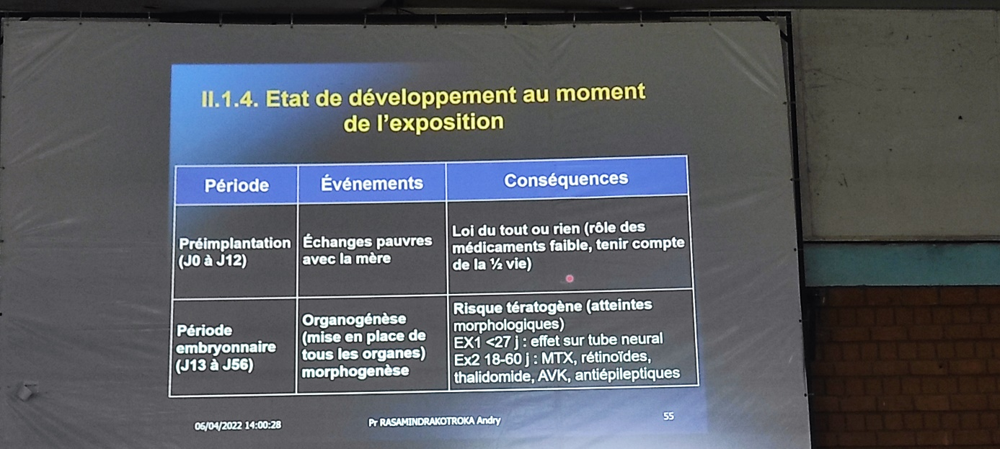 II.1.4. Etat de développement au moment
de l'exposition
Période
Événements
Conséquences
Préimplantation
(J0 à J12)
Échanges pauvres
avec la mère
Loi du tout ou rien (rôle des
médicaments faible, tenir compte
de la ½ vie)
Période
embryonnaire
(J13 à J56)
Organogénèse
(mise en place de
tous les organes)
morphogenèse
Risque tératogène (atteintes
morphologiques)
EX1 <27 j : effet sur tube neural
Ex2 18-60 j : MTX, rétinoïdes,
thalidomide, AVK, antiépileptiques
06/04/2022 14:00:28
Pr RASAMINDRAKOTROKA Andry
55